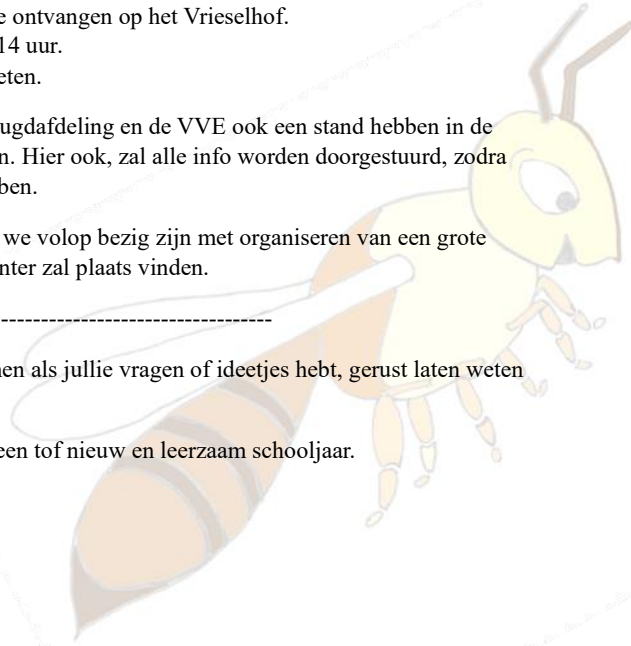 e ontvangen op het Vrieselhof.
14 uur.
eten.
ugdafdeling en de VVE ook een stand hebben in de
n. Hier ook, zal alle info worden doorgestuurd, zodra
ben.
we volop bezig zijn met organiseren van een grote
nter zal plaats vinden.
----------------------------------
en als jullie vragen of ideetjes hebt, gerust laten weten
een tof nieuw en leerzaam schooljaar.